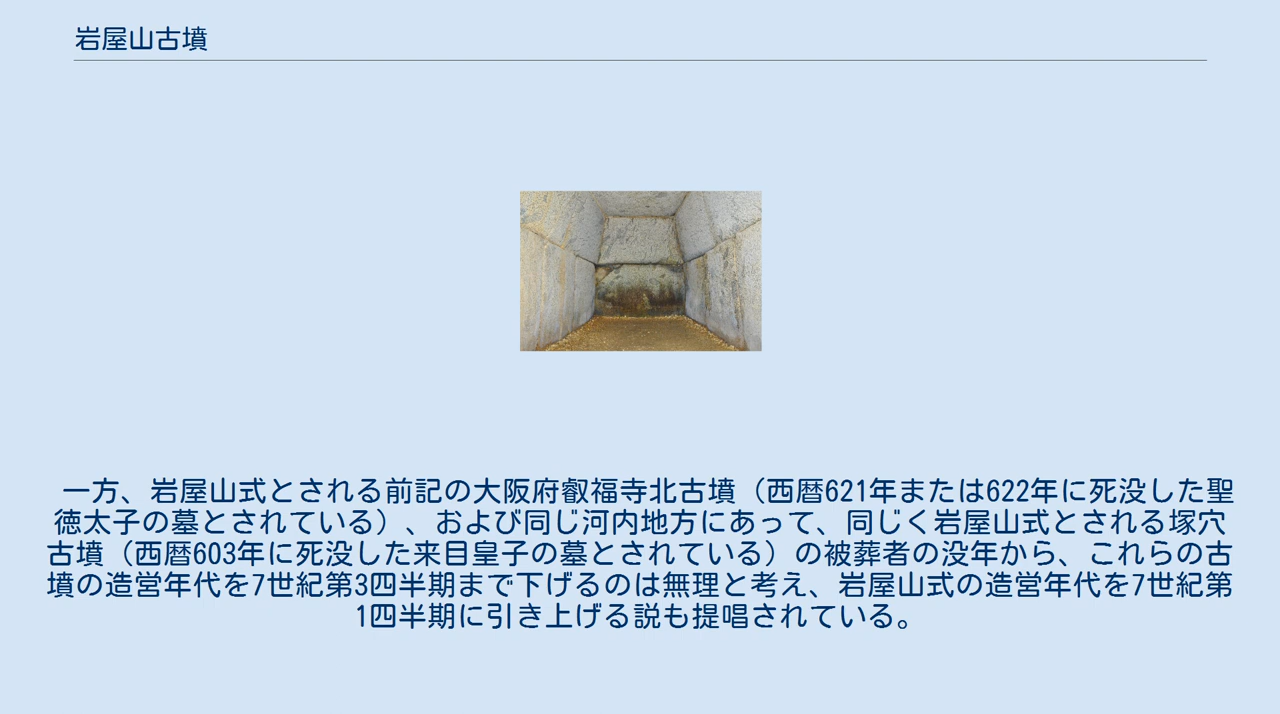 岩屋山古墳
一方、岩屋山式とされる前記の大阪府叡福寺北古墳（西暦621年または622年に死没した聖
徳太子の墓とされている）、および同じ河内地方にあって、同じく岩屋山式とされる塚穴
古墳（西暦603年に死没した来目皇子の墓とされている）の被葬者の没年から、これらの古
墳の造営年代を7世紀第3四半期まで下げるのは無理と考え、岩屋山式の造営年代を7世紀第
1四半期に引き上げる説も提唱されている。